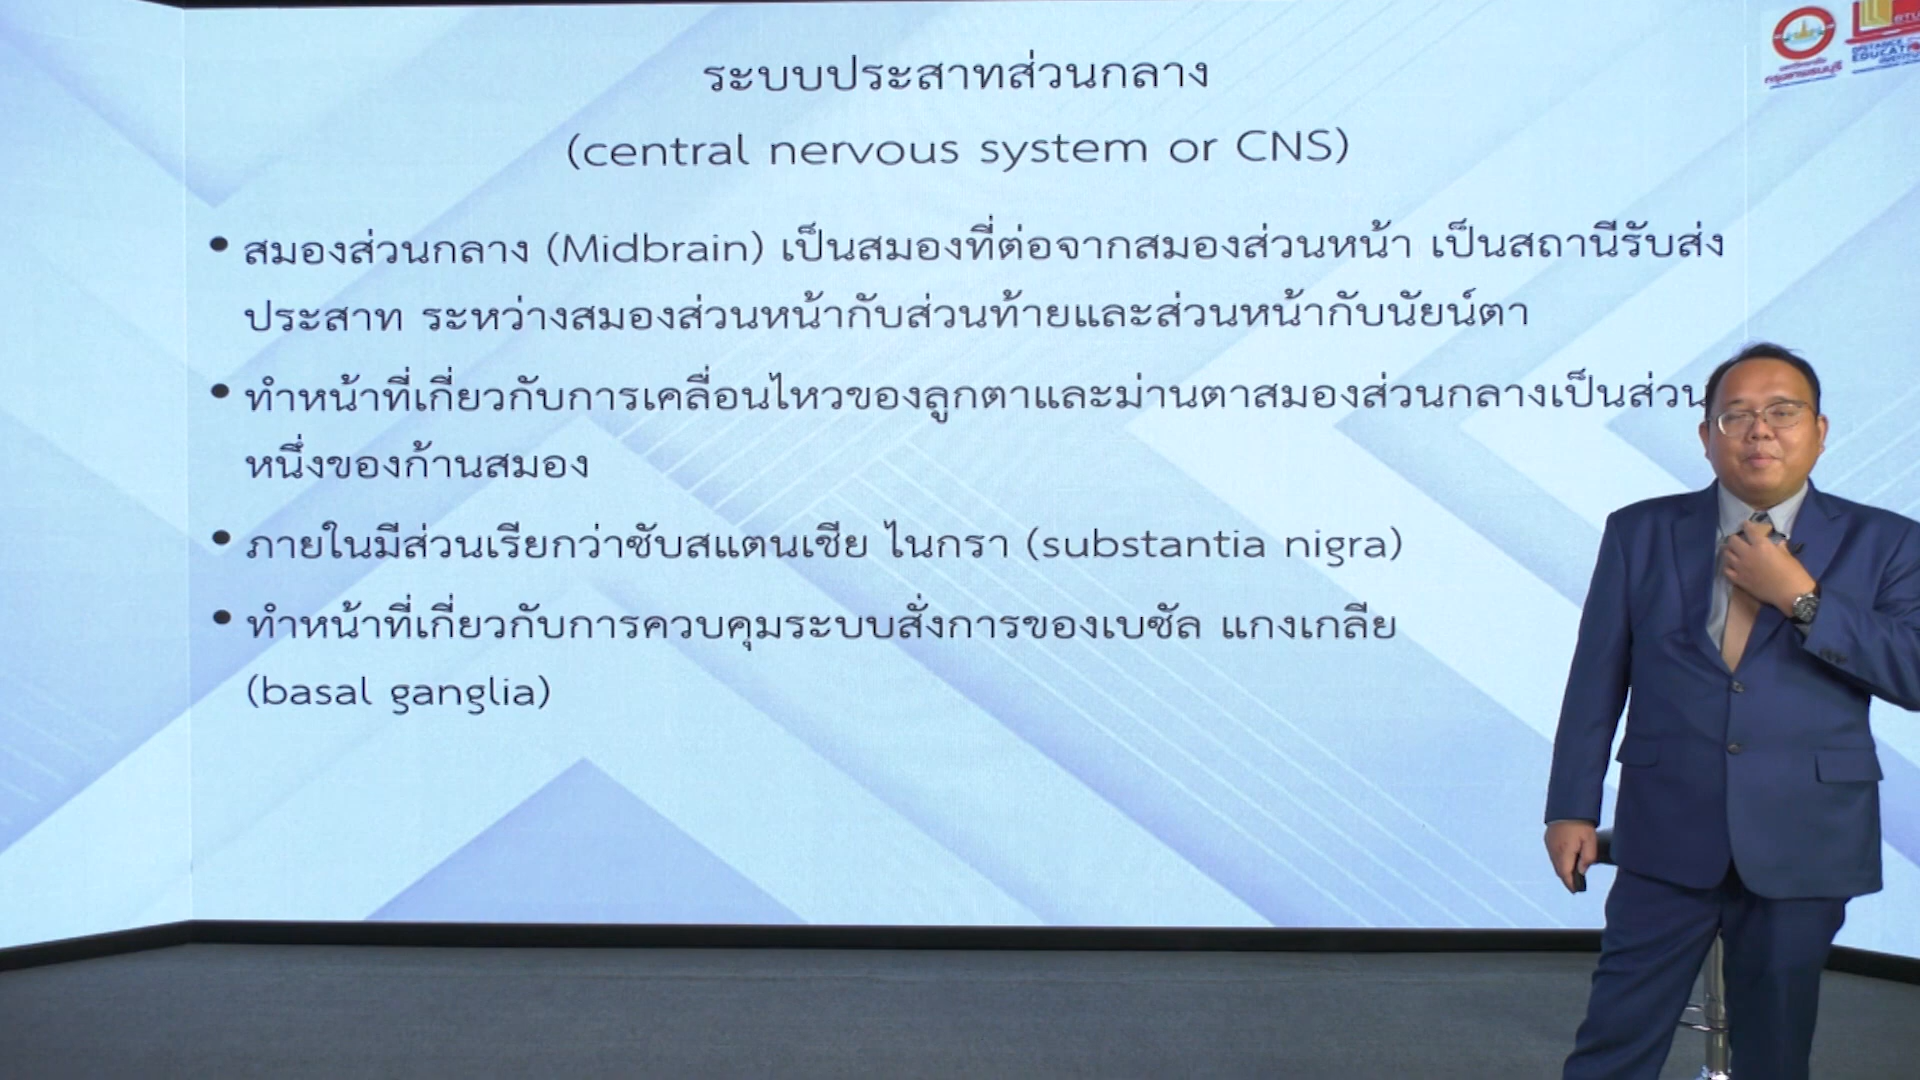 ระบบประสาทส่วนกลาง
(central nervous system or CNS)
• สมองส่วนกลาง (Midbrain) เป็นสมองที่ต่อจากสมองส่วนหน้า เป็นสถานีรับส่ง
ประสาท ระหว่างสมองส่วนหน้ากับส่วนท้ายและส่วนหน้ากับนัยน์ตา
• ทำหน้าที่เกี่ยวกับการเคลื่อนไหวของลูกตาและม่านตาสมองส่วนกลางเป็นส่วน
หนึ่งของก้านสมอง
• ภายในมีส่วนเรียกว่าซับสแตนเชีย ไนกรา (substantia nigra)
• ทำหน้าที่เกี่ยวกับการควบคุมระบบสั่งการของเบซัล แกงเกลีย
(basal ganglia)
กรุงเทพธนบุรี